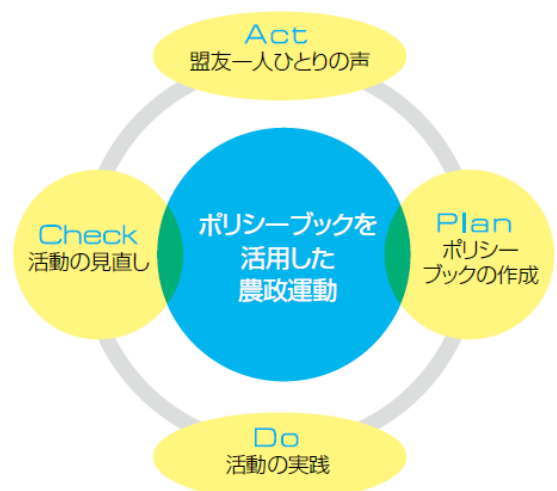 Act
盟友一人ひとりの声
Check
活動の見直し
ポリシーブックを
活用した
農政運動
Plan
ポリシー
ブックの作成
Do
活動の実践